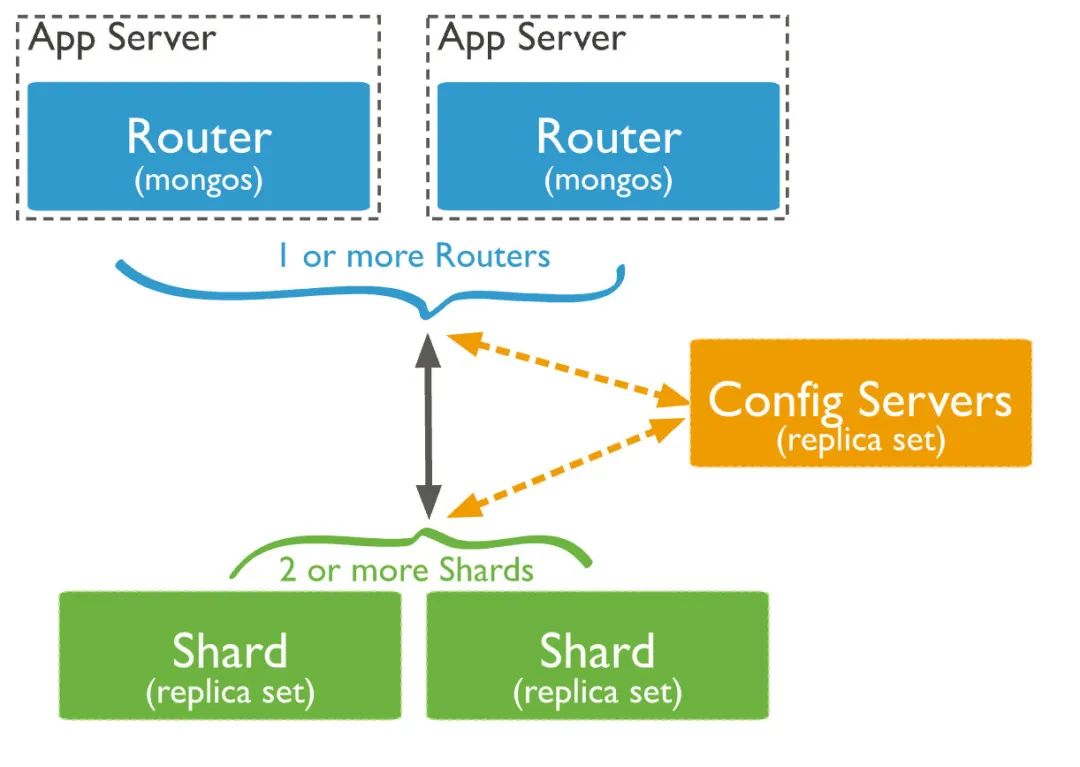 App Server
Router
(mongos)
App Server
Router
(mongos)
1 or more Routers
Config Servers
(replica set)
2 or more Shards
Shard
(replica set)
Shard
(replica set)